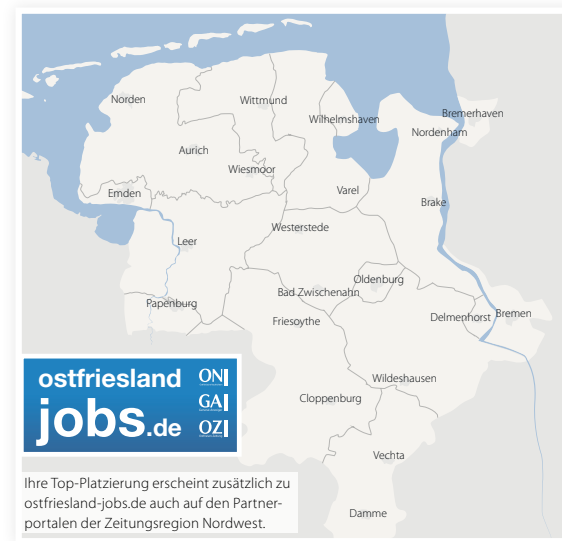 Norden
Wittmund
Wilhelmshaven
Bremerhaven
Nordenham
Aurich
Wiesmoor
Emden
Varel
Brake
Westerstede
Leer
Oldenburg
Bad Zwischenahn
Papenburg
Friesoythe
Delmenhorst
Bremen
ostfriesland
jobs.de
ON
GA
OZ
Wildeshausen
Cloppenburg
Vechta
Damme
Ihre Top-Platzierung erscheint zusätzlich zu
ostfriesland-jobs.de auch auf den Partner-
portalen der Zeitungsregion Nordwest.